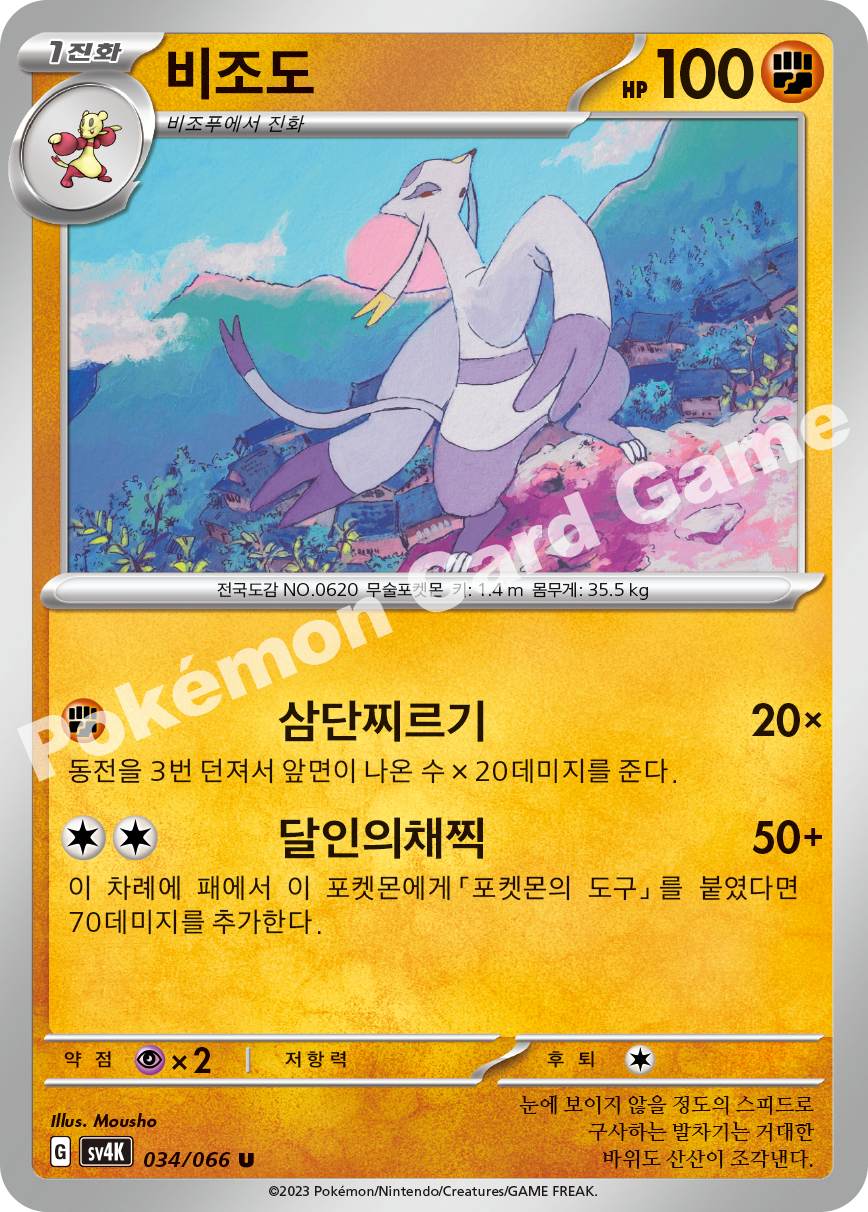 1진화
비조도
HP 100
비조푸에서 진화
전국도감 NO.0620 무술포켓몬 키: 1.4 m 몸무게: 35.5 kg
Pokémon Card Game
삼단찌르기 20×
동전을 3번 던져서 앞면이 나온 수 × 20데미지를 준다.
달인의채찍 50+
이 차례에 패에서 이 포켓몬에게 「포켓몬의 도구」를 붙였다면
70데미지를 추가한다.
약점 ×2 저항력 후퇴
눈에 보이지 않을 정도의 스피드로
구사하는 발차기는 거대한
바위도 산산이 조각낸다.
Illus. Mousho
G SV4K 034/066 U
©2023 Pokémon/Nintendo/Creatures/GAME FREAK.